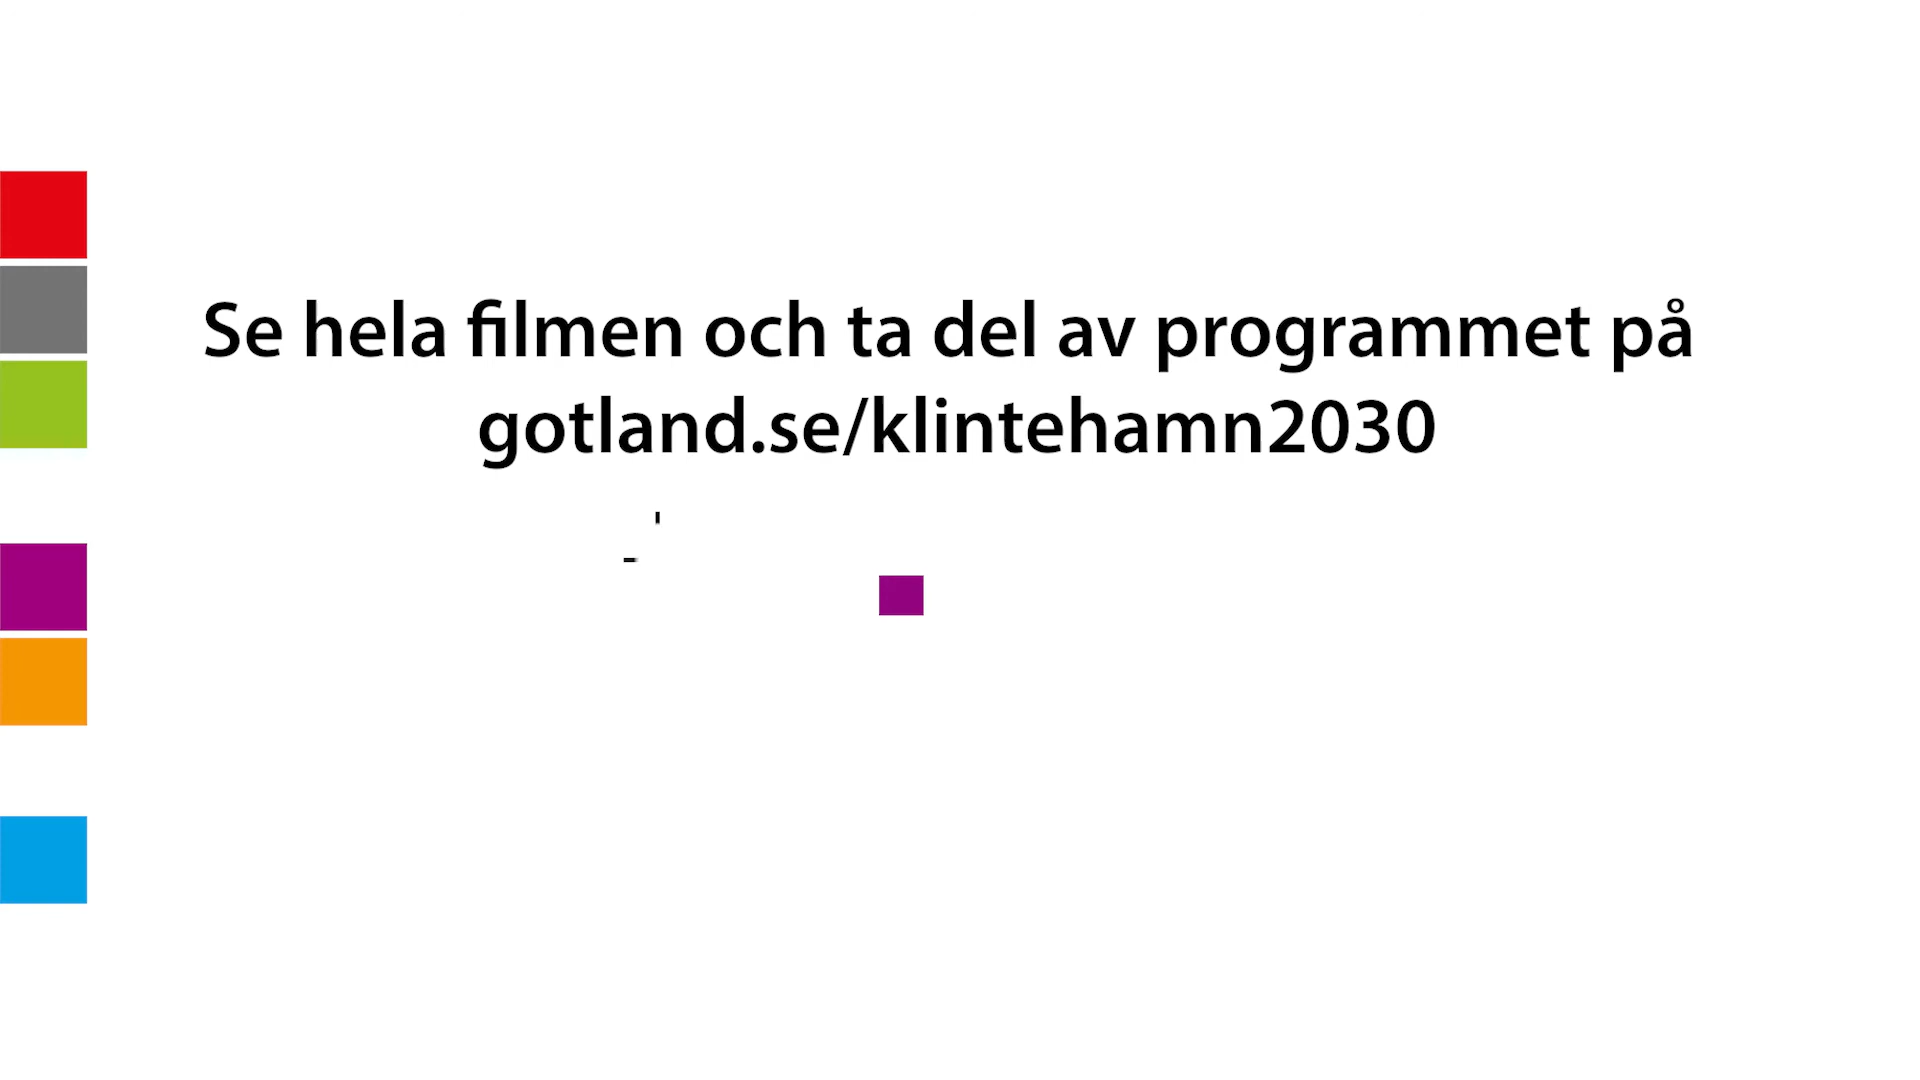 Se hela filmen och ta del av programmet på
gotland.se/klintehamn2030